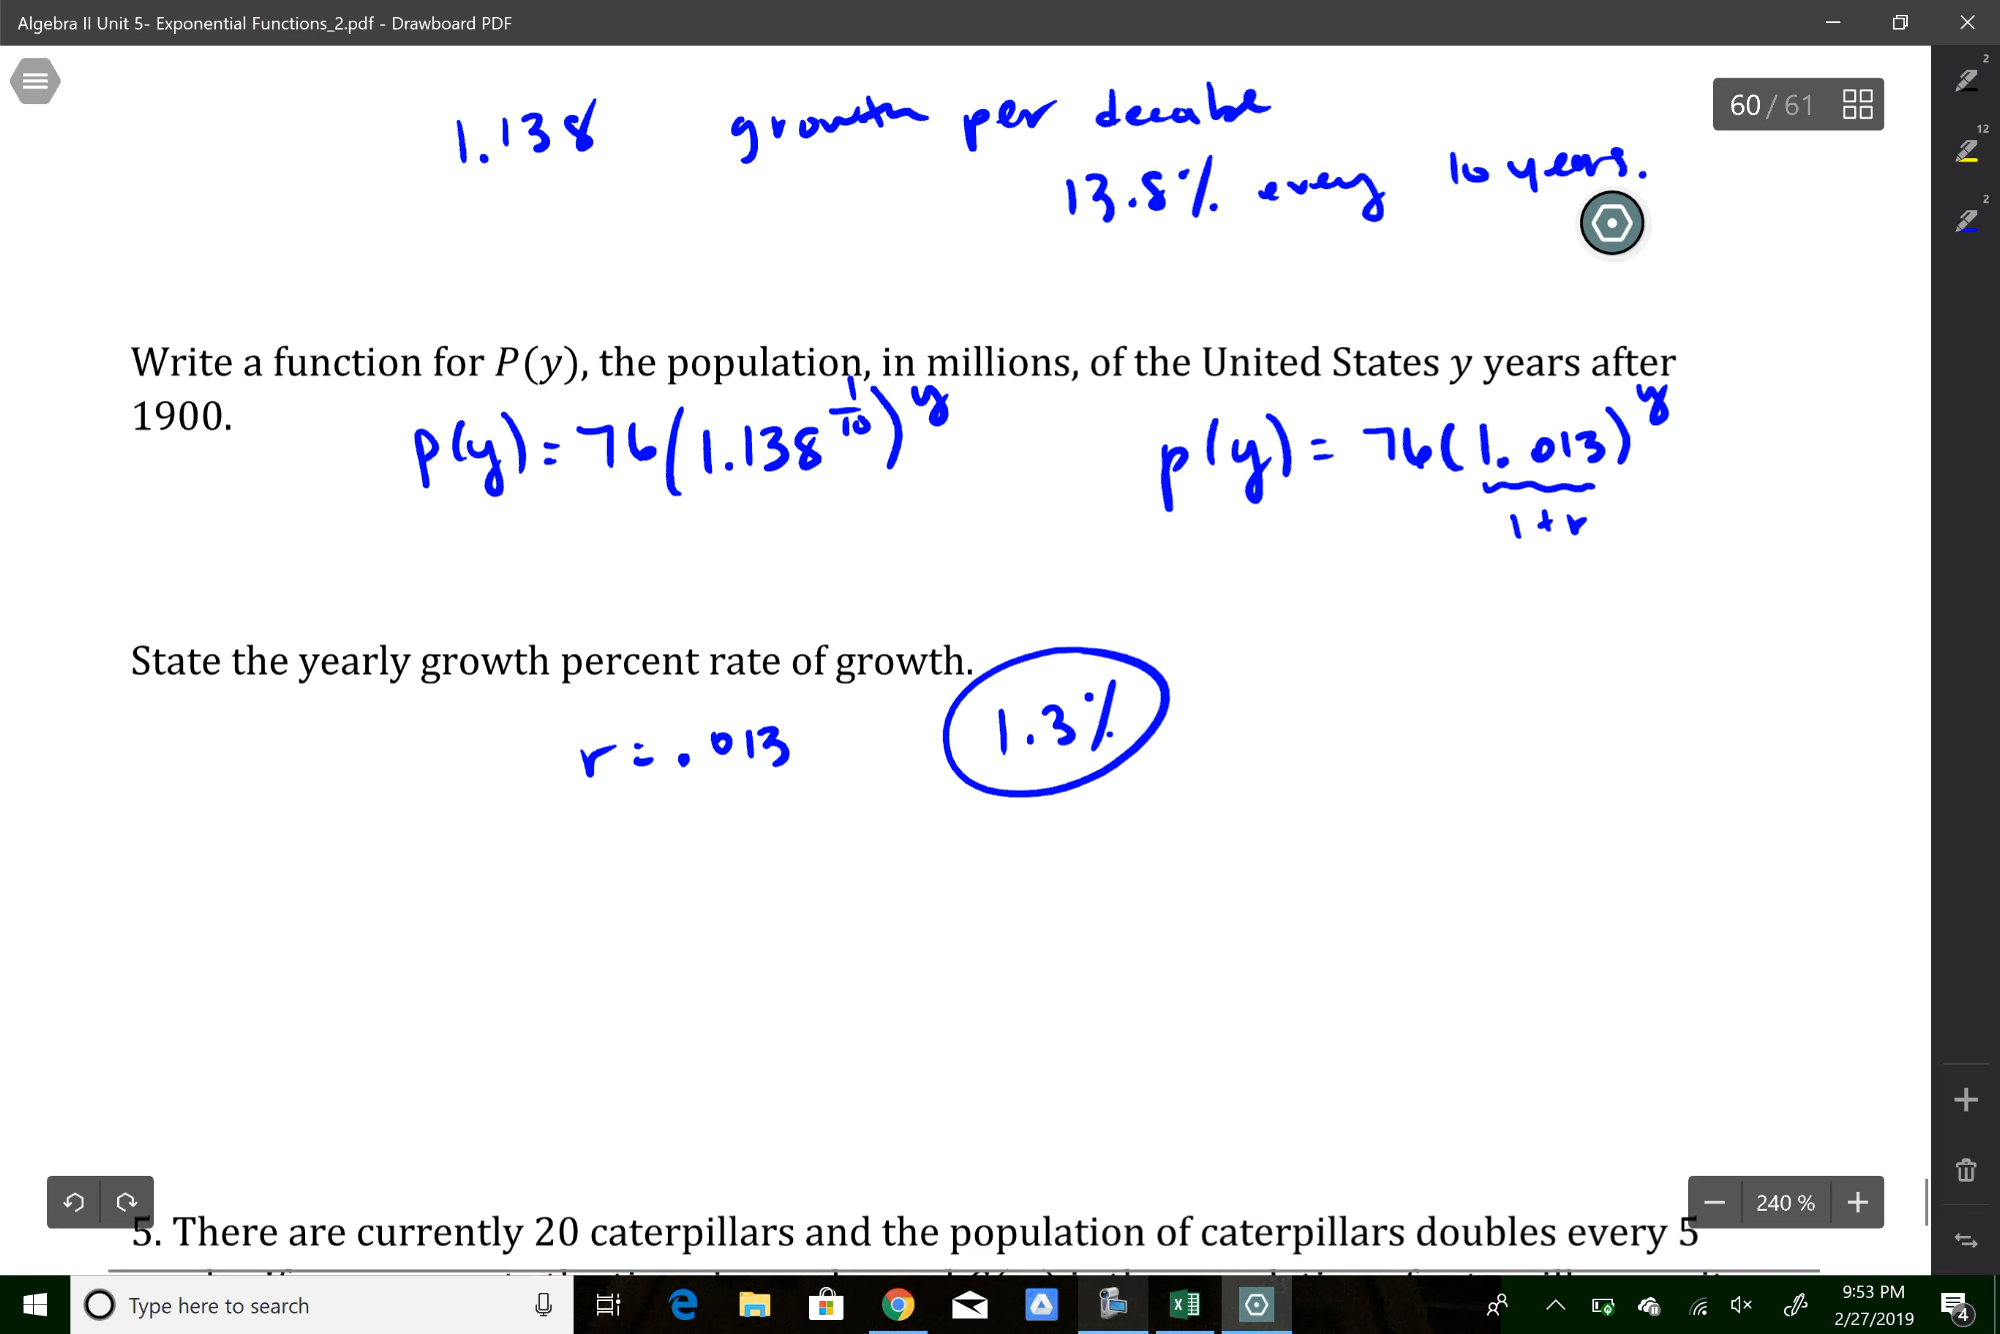 Algebra II Unit 5- Exponential Functions_2.pdf - Drawboard PDF
2
60 / 61
1.138 growth per decade
12
13.8% every 10 years.
2
Write a function for P(y), the population, in millions, of the United States y years after
1900.
P(y) = 76(1.138^(1/10))^y p(y) = 76(1.013)^y
1 + r
State the yearly growth percent rate of growth.
r = .013 1.3%
240 %
5. There are currently 20 caterpillars and the population of caterpillars doubles every 5
Type here to search
9:53 PM
2/27/2019
4